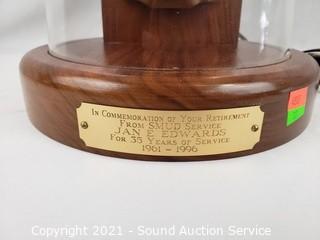 In Commemoration of Your Retirement
From SMUD Service
JAN E EDWARDS
For 35 Years of Service
1961 - 1996
Copyright 2021 - Sound Auction Service